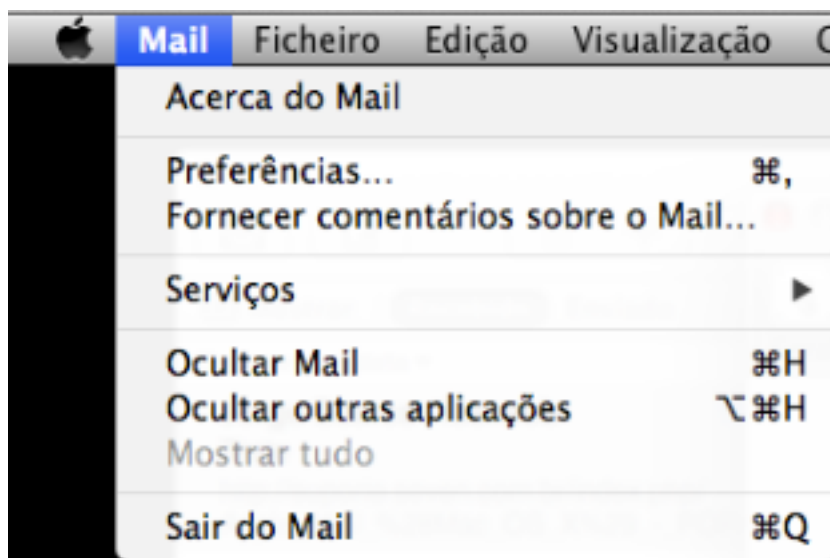 Mail Ficheiro Edição Visualização
Acerca do Mail
Preferências... ⌘,
Fornecer comentários sobre o Mail...
Serviços ▶
Ocultar Mail ⌘H
Ocultar outras aplicações ⌥⌘H
Mostrar tudo
Sair do Mail ⌘Q